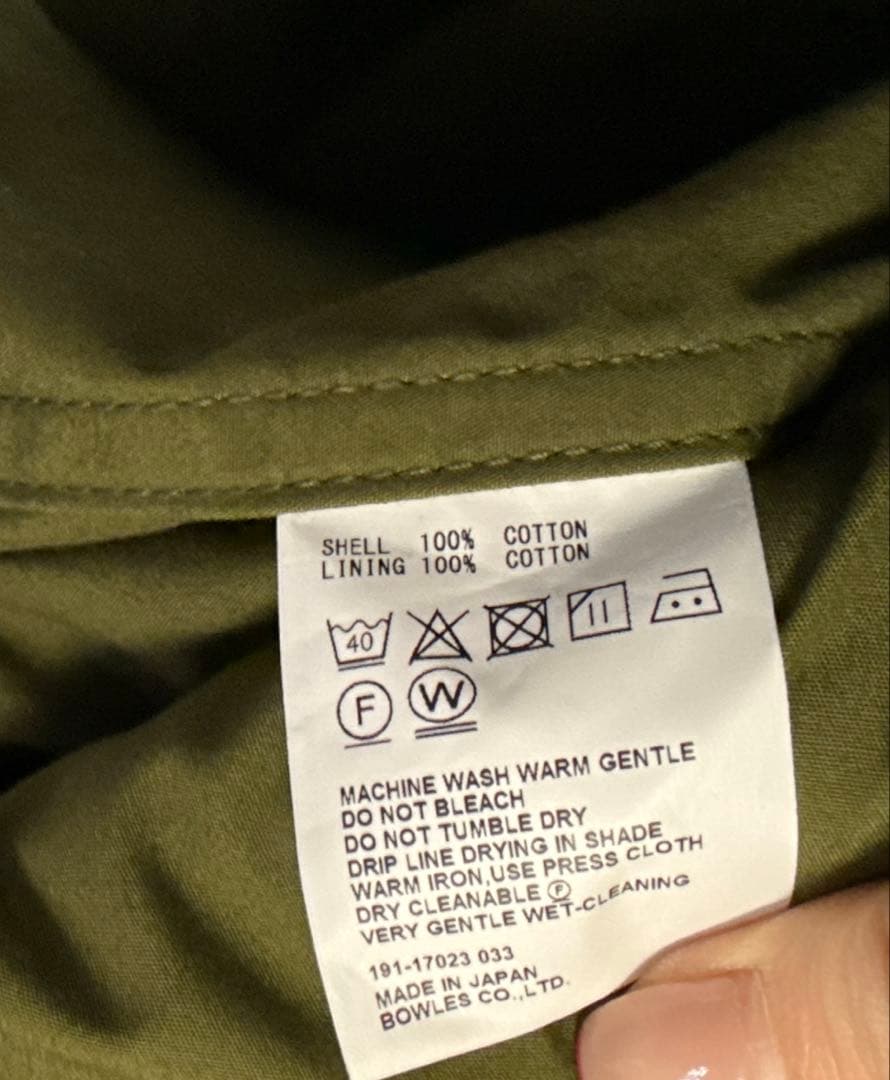 SHELL 100% COTTON
LINING 100% COTTON
40
F W
MACHINE WASH WARM GENTLE
DO NOT BLEACH
DO NOT TUMBLE DRY
DRIP LINE DRYING IN SHADE
WARM IRON,USE PRESS CLOTH
DRY CLEANABLE Ⓕ
VERY GENTLE WET-CLEANING
191-17023 033
MADE IN JAPAN
BOWLES CO.,LTD.